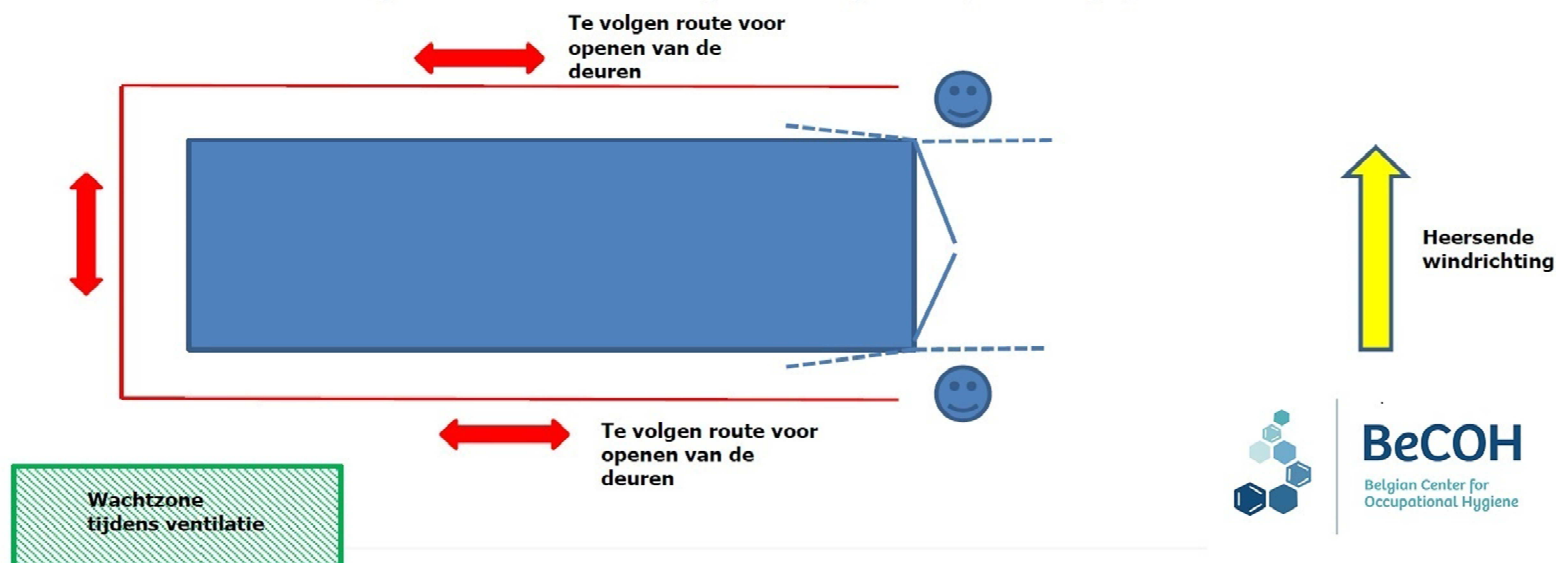 Te volgen route voor
openen van de
deuren
Heersende
windrichting
Te volgen route voor
openen van de
deuren
Wachtzone
tijdens ventilatie
BeCOH
Belgian Center for
Occupational Hygiene